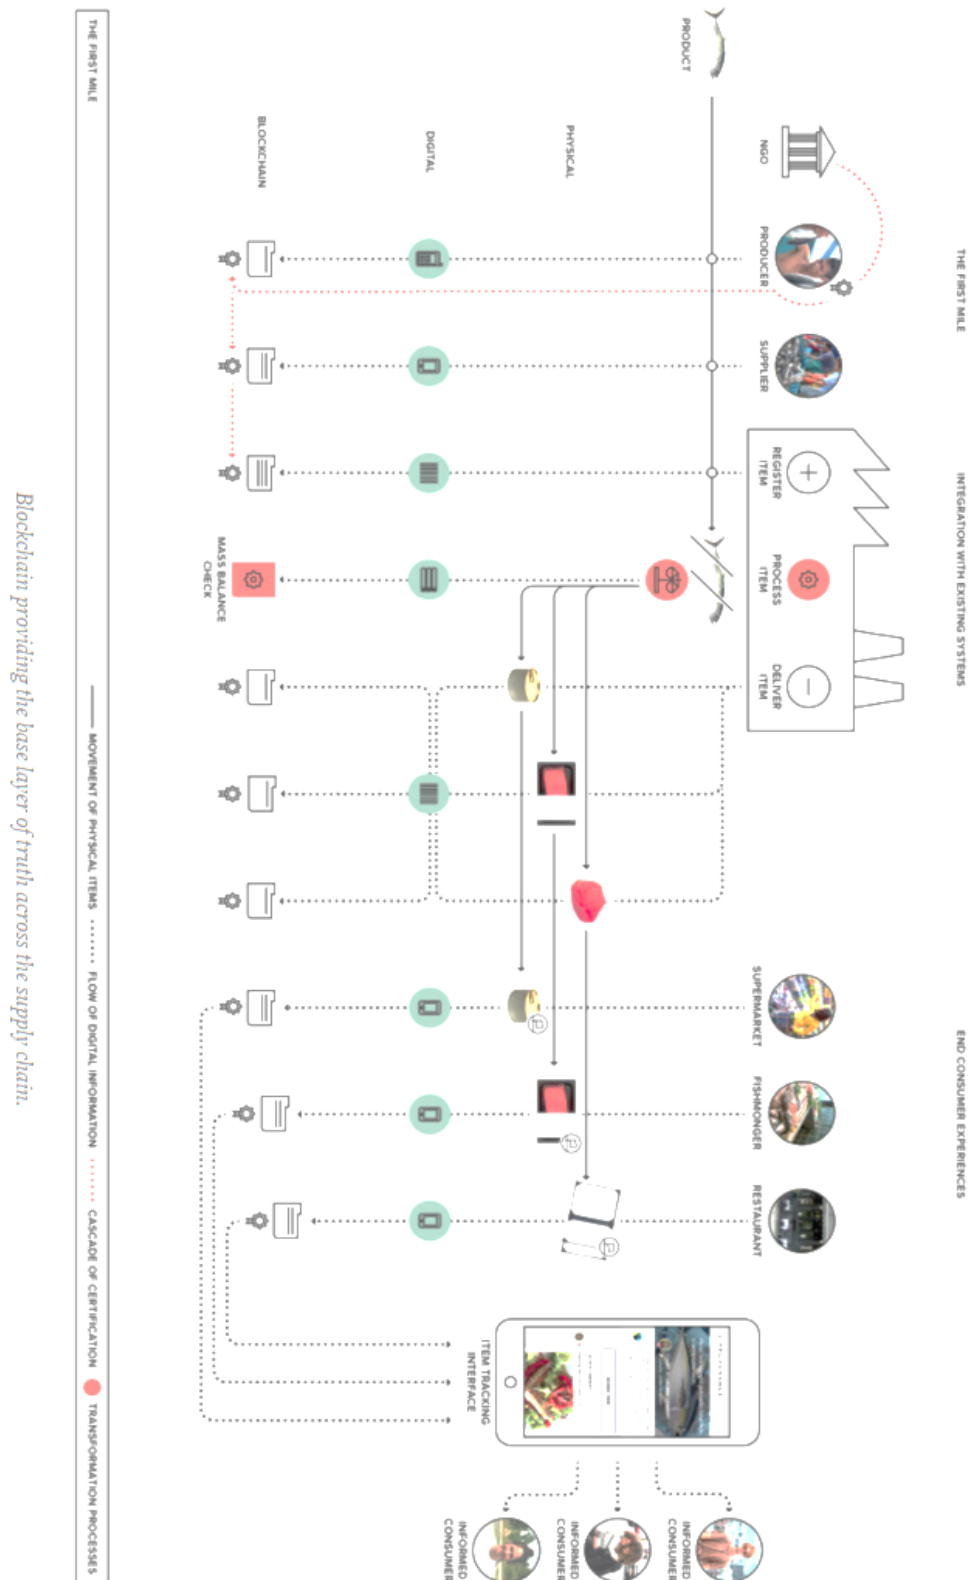 THE FIRST MILE
INTEGRATION WITH EXISTING SYSTEMS
END CONSUMER EXPERIENCES
NGO
PRODUCER
SUPPLIER
REGISTER
ITEM
PROCESS
ITEM
DELIVER
ITEM
SUPERMARKET
FISHMONGER
RESTAURANT
PRODUCT
PHYSICAL
DIGITAL
BLOCKCHAIN
MASS BALANCE
CHECK
ITEM TRACKING
INTERFACE
INFORMED
CONSUMER
INFORMED
CONSUMER
INFORMED
CONSUMER
THE FIRST MILE
MOVEMENT OF PHYSICAL ITEMS
FLOW OF DIGITAL INFORMATION
CASCADE OF CERTIFICATION
TRANSFORMATION PROCESSES
Blockchain providing the base layer of truth across the supply chain.